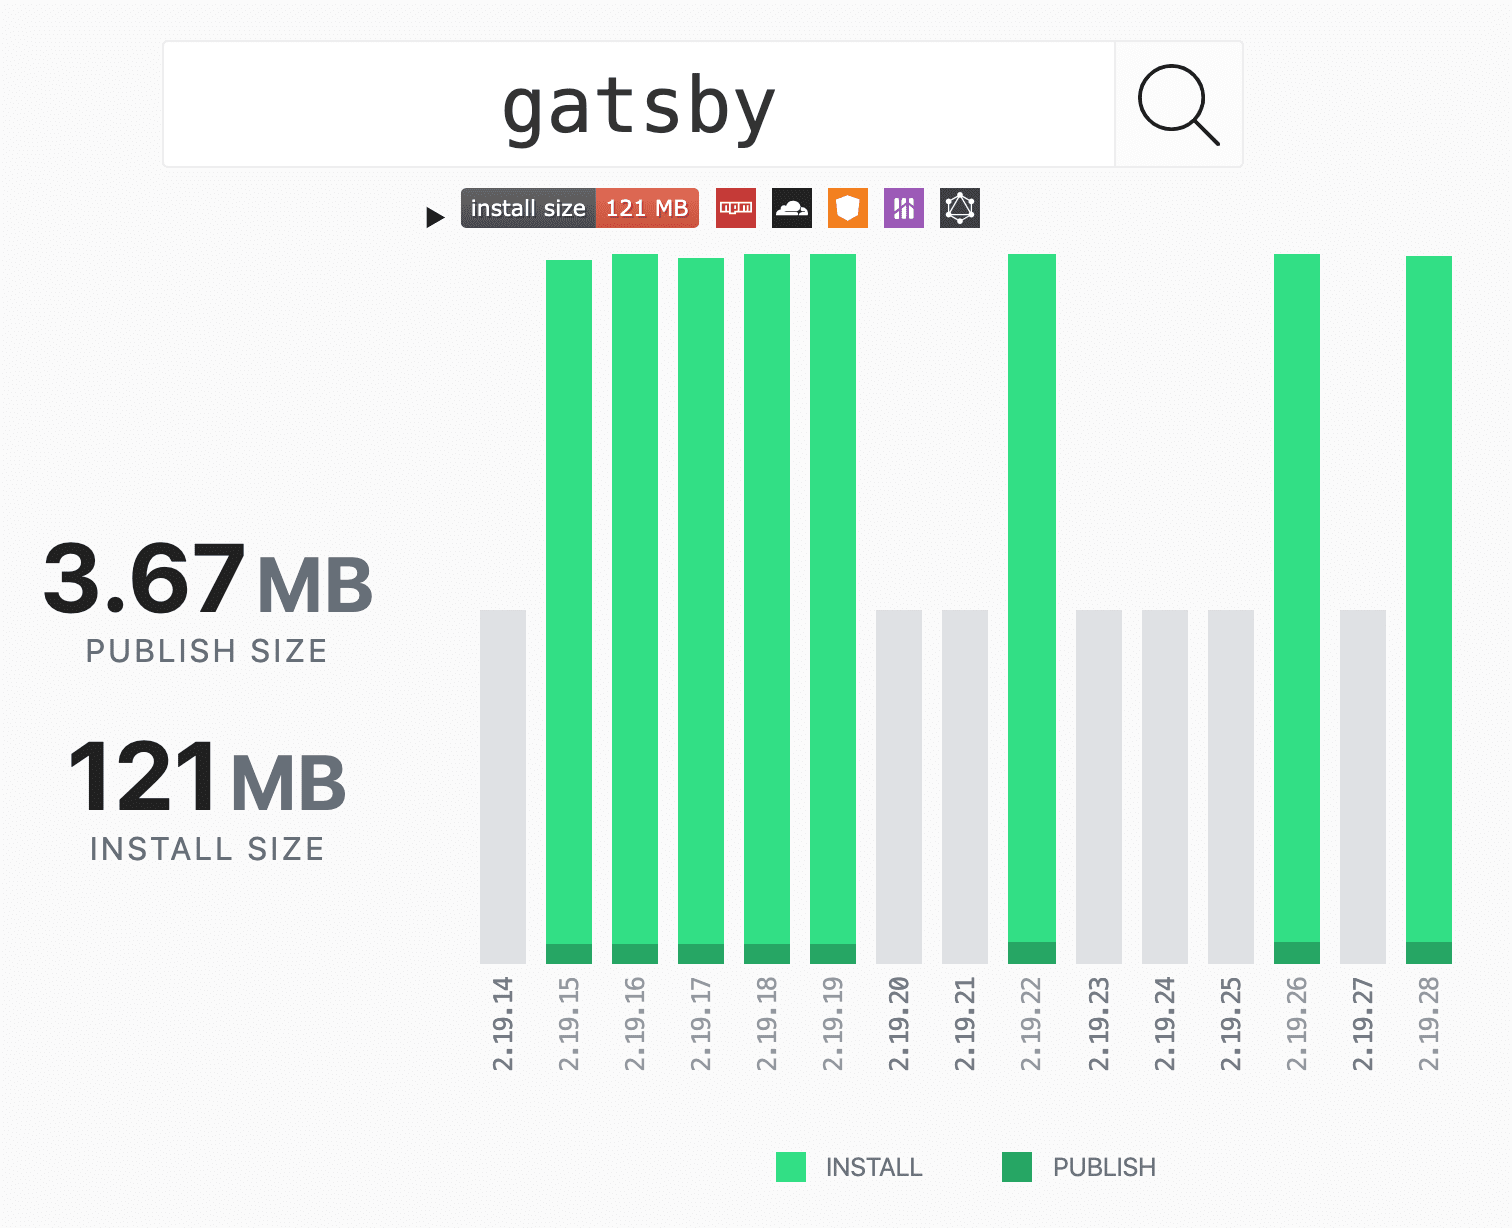 gatsby
install size 121 MB
npm
3.67 MB
PUBLISH SIZE
121 MB
INSTALL SIZE
2.19.14
2.19.15
2.19.16
2.19.17
2.19.18
2.19.19
2.19.20
2.19.21
2.19.22
2.19.23
2.19.24
2.19.25
2.19.26
2.19.27
2.19.28
INSTALL
PUBLISH